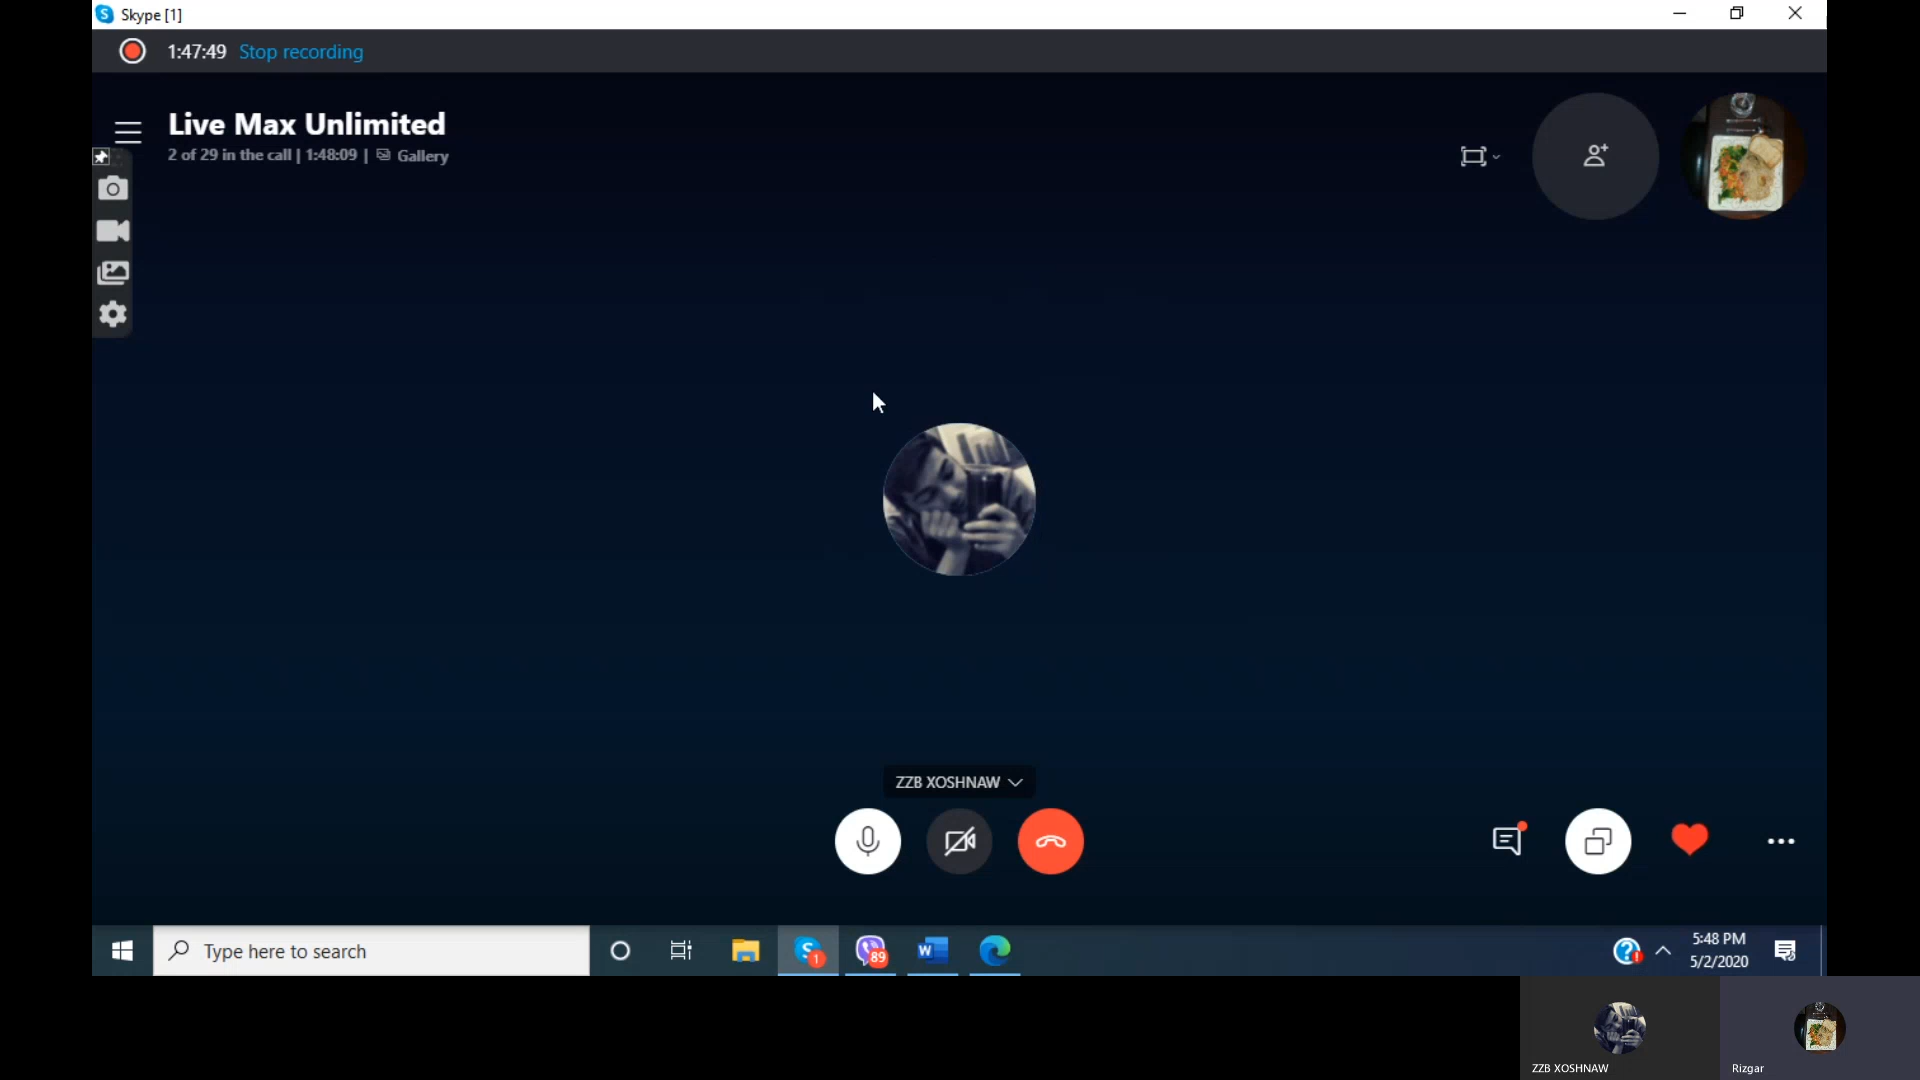 Skype [1]
1:47:49 Stop recording
Live Max Unlimited
2 of 29 in the call | 1:48:09 | Gallery
ZZB XOSHNAW
Type here to search
1
89
5:48 PM
5/2/2020
ZZB XOSHNAW
Rizgar